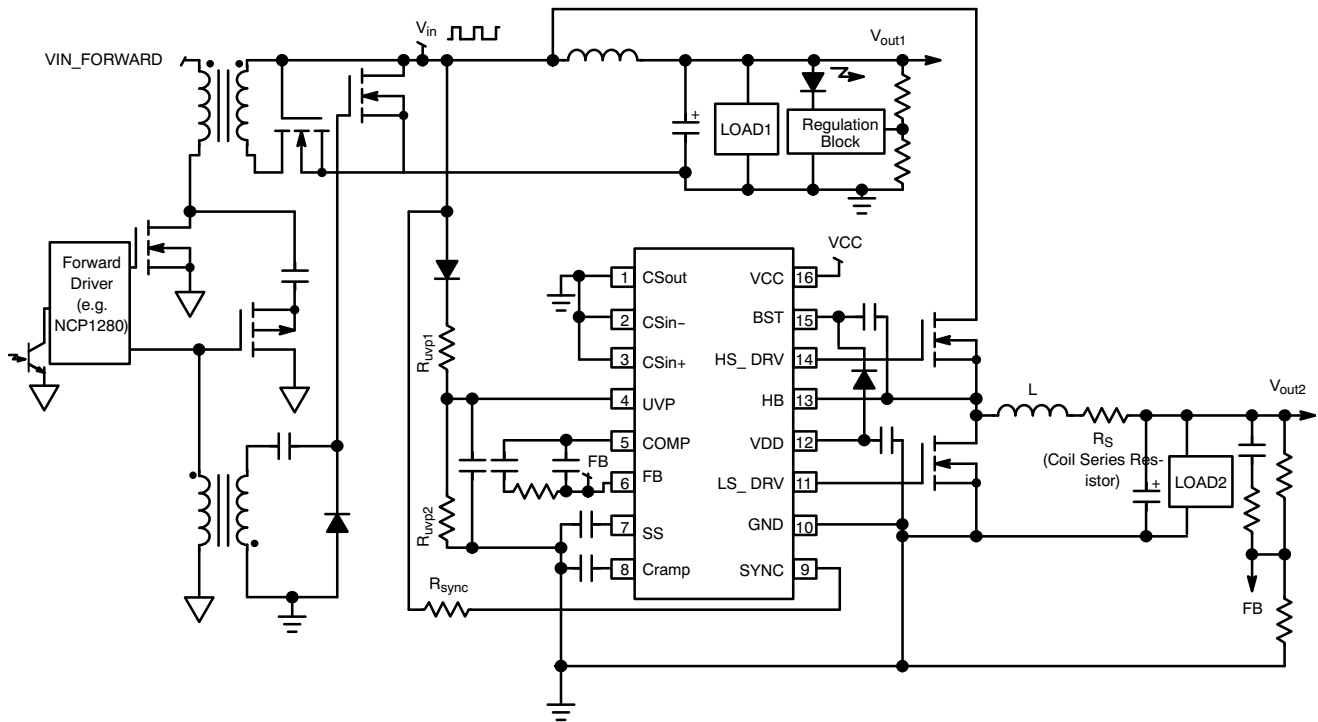 Vin
VIN_FORWARD
Vout1
+
LOAD1
Regulation
Block
Forward
Driver
(e.g.
NCP1280)
VCC
1 CSout
VCC 16
2 CSin−
BST 15
3 CSin+
HS_ DRV 14
4 UVP
HB 13
5 COMP
VDD 12
6 FB
LS_ DRV 11
7 SS
GND 10
8 Cramp
SYNC 9
Ruvp1
Ruvp2
FB
Rsync
L
Vout2
RS
(Coil Series Res-
istor)
+
LOAD2
FB